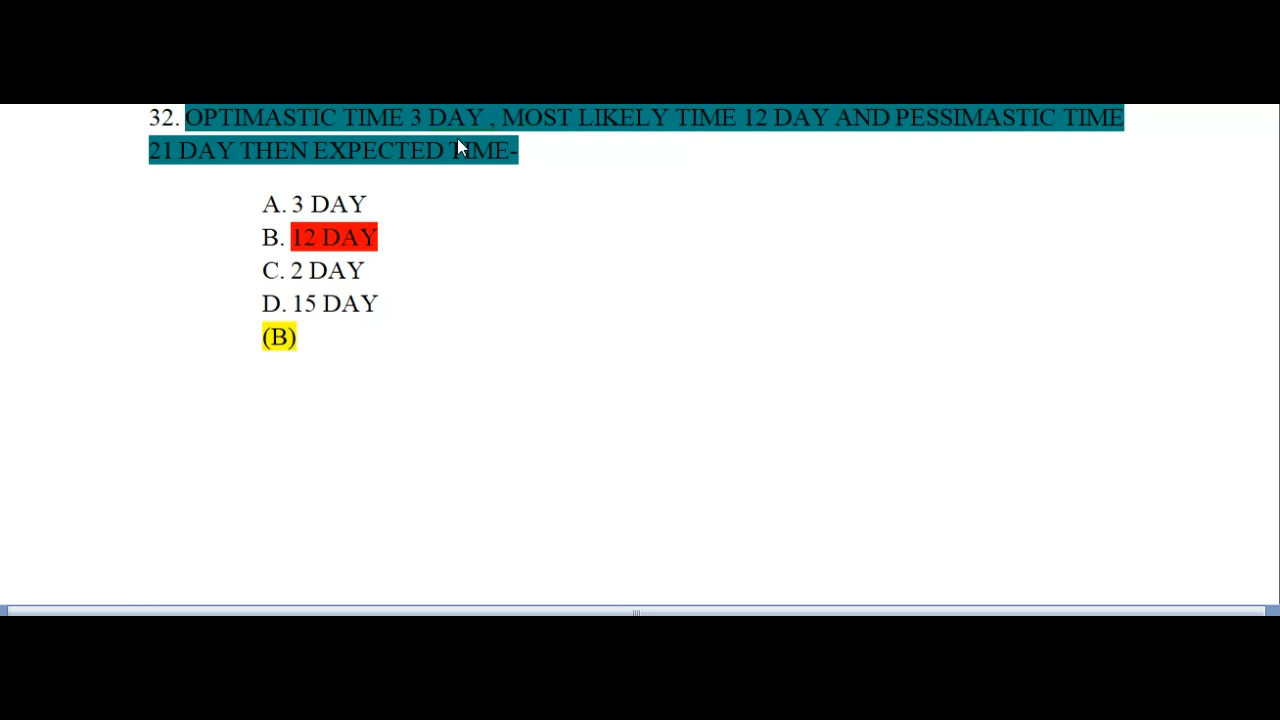 32. OPTIMASTIC TIME 3 DAY , MOST LIKELY TIME 12 DAY AND PESSIMASTIC TIME
21 DAY THEN EXPECTED TIME-
A. 3 DAY
B. 12 DAY
C. 2 DAY
D. 15 DAY
(B)